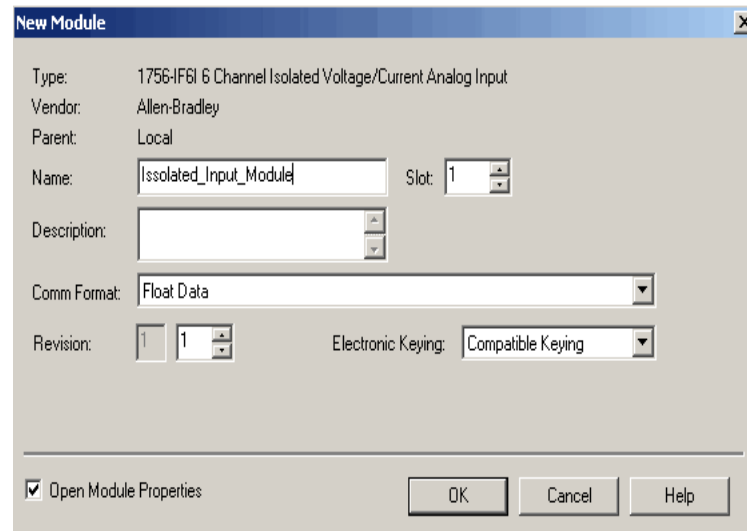 New Module
Type: 1756-IF6I 6 Channel Isolated Voltage/Current Analog Input
Vendor: Allen-Bradley
Parent: Local
Name: Issolated_Input_Module Slot: 1
Description:
Comm Format: Float Data
Revision: 1 1 Electronic Keying: Compatible Keying
Open Module Properties OK Cancel Help